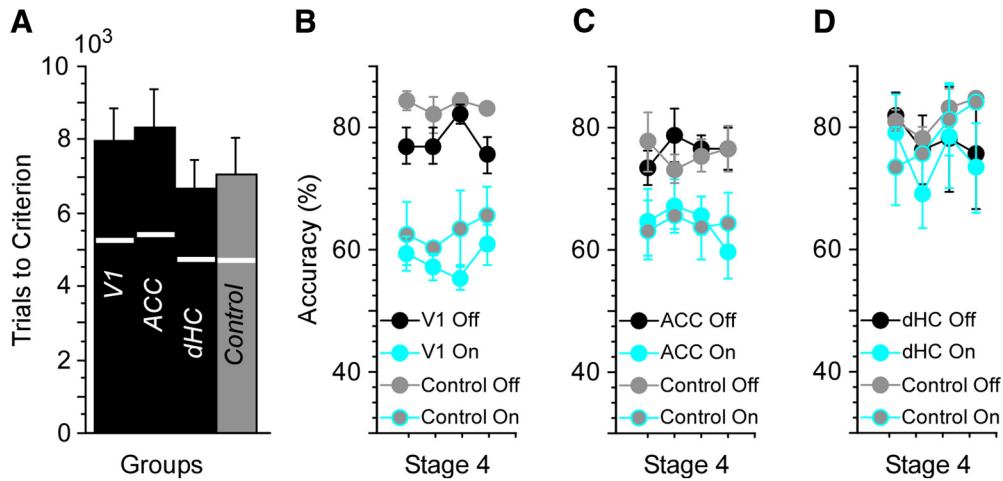 A
10³
Trials to Criterion
10
8
6
4
2
0
V1
ACC
dHC
Control
Groups
B
Accuracy (%)
80
60
40
V1 Off
V1 On
Control Off
Control On
Stage 4
C
80
60
40
ACC Off
ACC On
Control Off
Control On
Stage 4
D
80
60
40
dHC Off
dHC On
Control Off
Control On
Stage 4